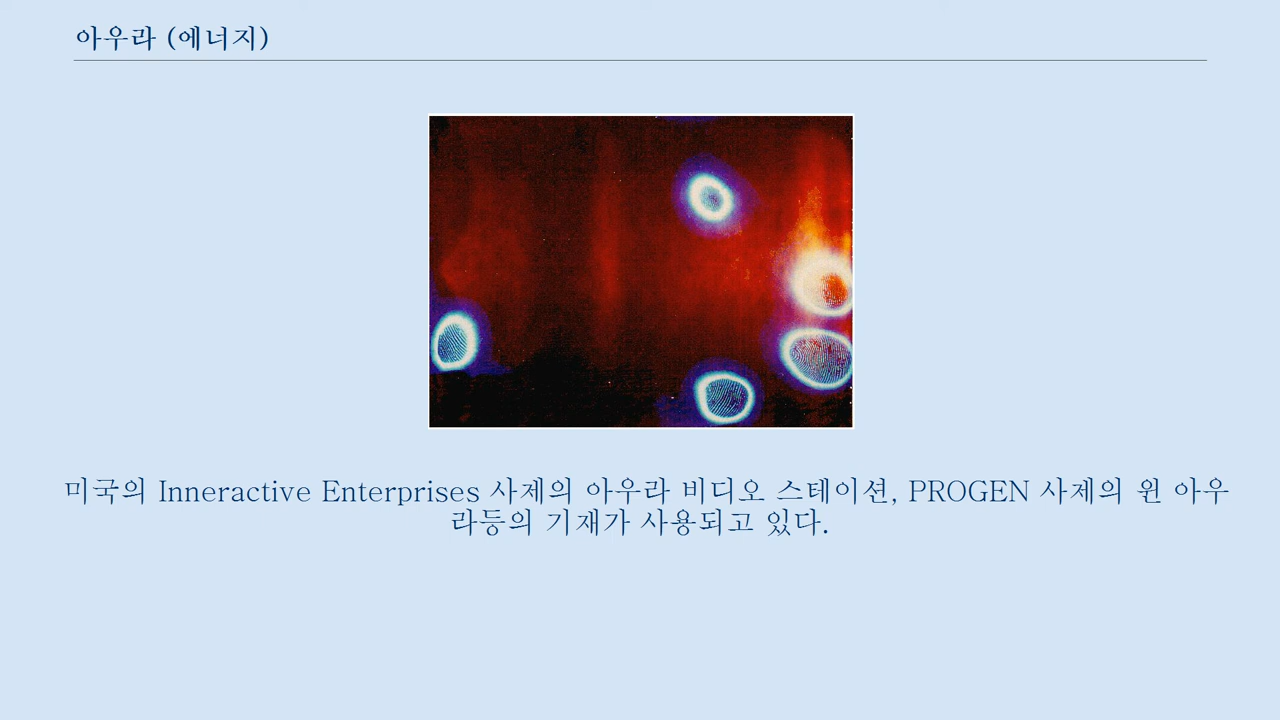 아우라 (에너지)
미국의 Inneractive Enterprises 사제의 아우라 비디오 스테이션, PROGEN 사제의 윈 아우
라등의 기재가 사용되고 있다.